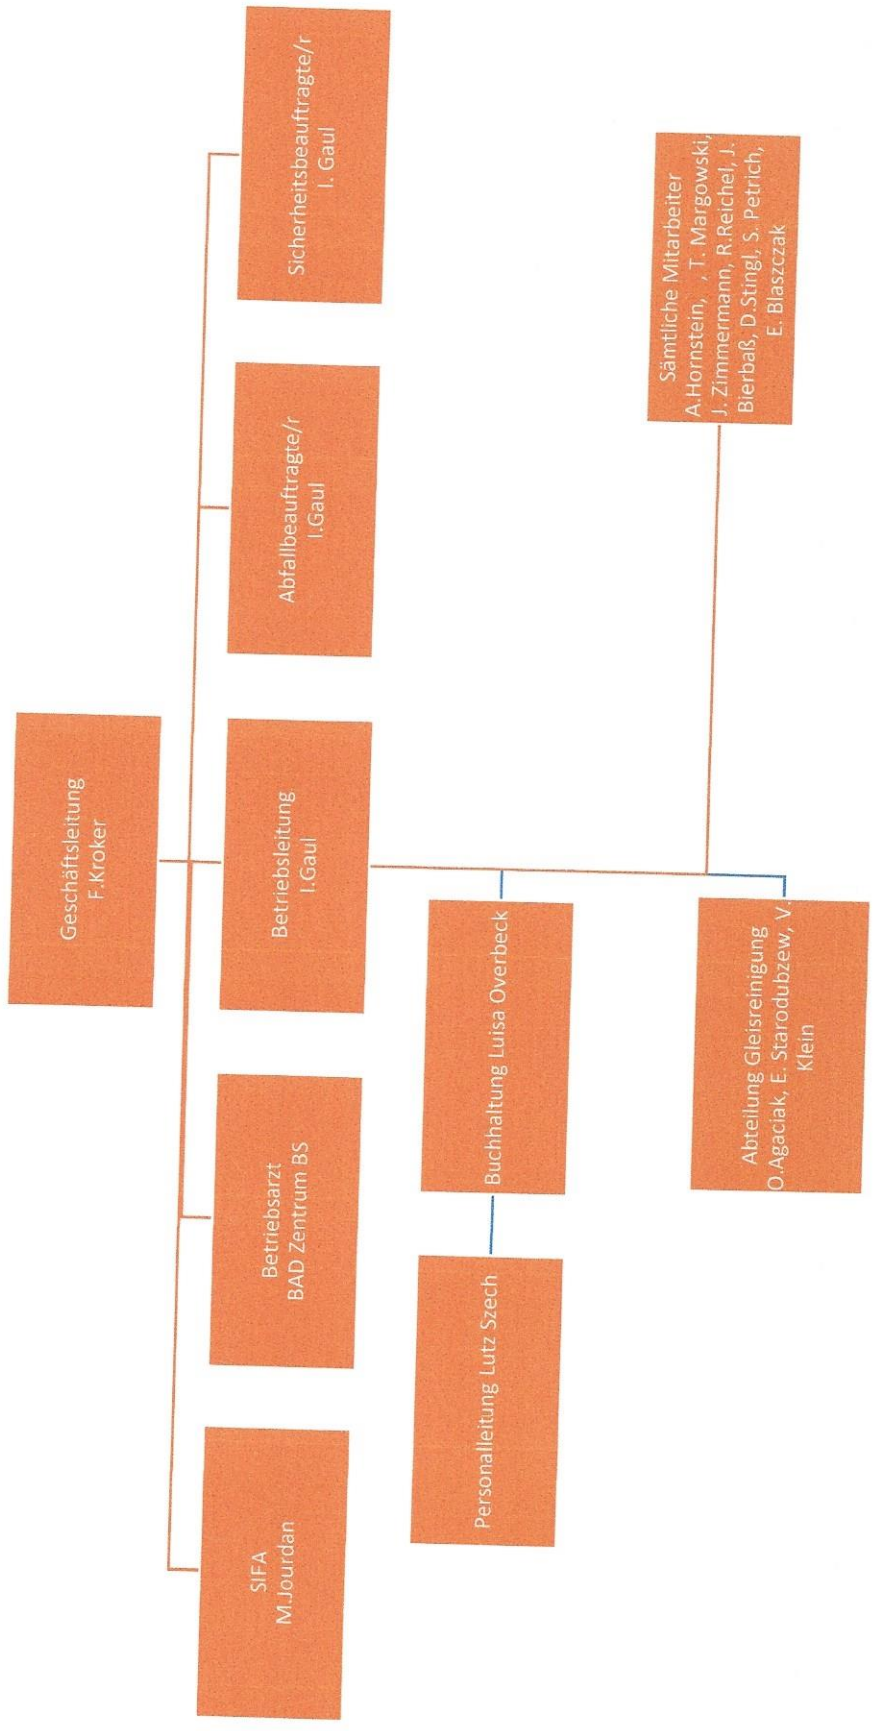 Geschäftsleitung
F.Kroker
SIFA
M.Jourdan
Betriebsarzt
BAD Zentrum BS
Betriebsleitung
I.Gaul
Abfallbeauftragte/r
I.Gaul
Sicherheitsbeauftragte/r
I. Gaul
Personalleitung Lutz Szech
Buchhaltung Luisa Overbeck
Abteilung Gleisreinigung
O.Agaciak, E. Starodubzew, V.
Klein
Sämtliche Mitarbeiter
A.Hornstein, , T. Margowski,
J. Zimmermann, R.Reichel, J.
Bierbaß, D.Stingl, S. Petrich,
E. Blaszczak